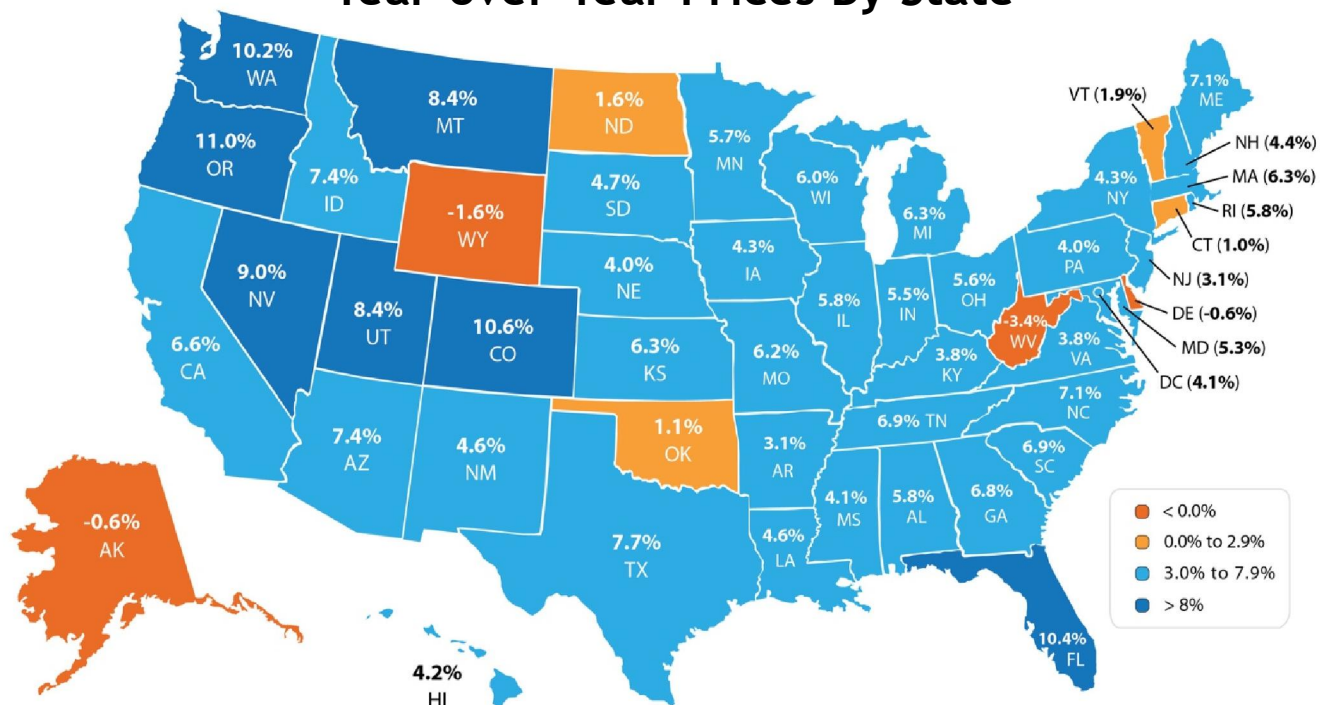 Year-over-Year Prices By State
10.2%
WA
11.0%
OR
7.4%
ID
8.4%
MT
1.6%
ND
4.7%
SD
-1.6%
WY
4.0%
NE
9.0%
NV
8.4%
UT
10.6%
CO
6.6%
CA
7.4%
AZ
4.6%
NM
6.3%
KS
1.1%
OK
7.7%
TX
5.7%
MN
4.3%
IA
6.2%
MO
3.1%
AR
4.6%
LA
6.0%
WI
5.8%
IL
6.3%
MI
5.5%
IN
5.6%
OH
3.8%
KY
6.9% TN
4.1%
MS
5.8%
AL
6.8%
GA
10.4%
FL
6.9%
SC
7.1%
NC
3.8%
VA
-3.4%
WV
4.0%
PA
4.3%
NY
7.1%
ME
VT (1.9%)
NH (4.4%)
MA (6.3%)
RI (5.8%)
CT (1.0%)
NJ (3.1%)
DE (-0.6%)
MD (5.3%)
DC (4.1%)
-0.6%
AK
4.2%
HI
< 0.0%
0.0% to 2.9%
3.0% to 7.9%
> 8%